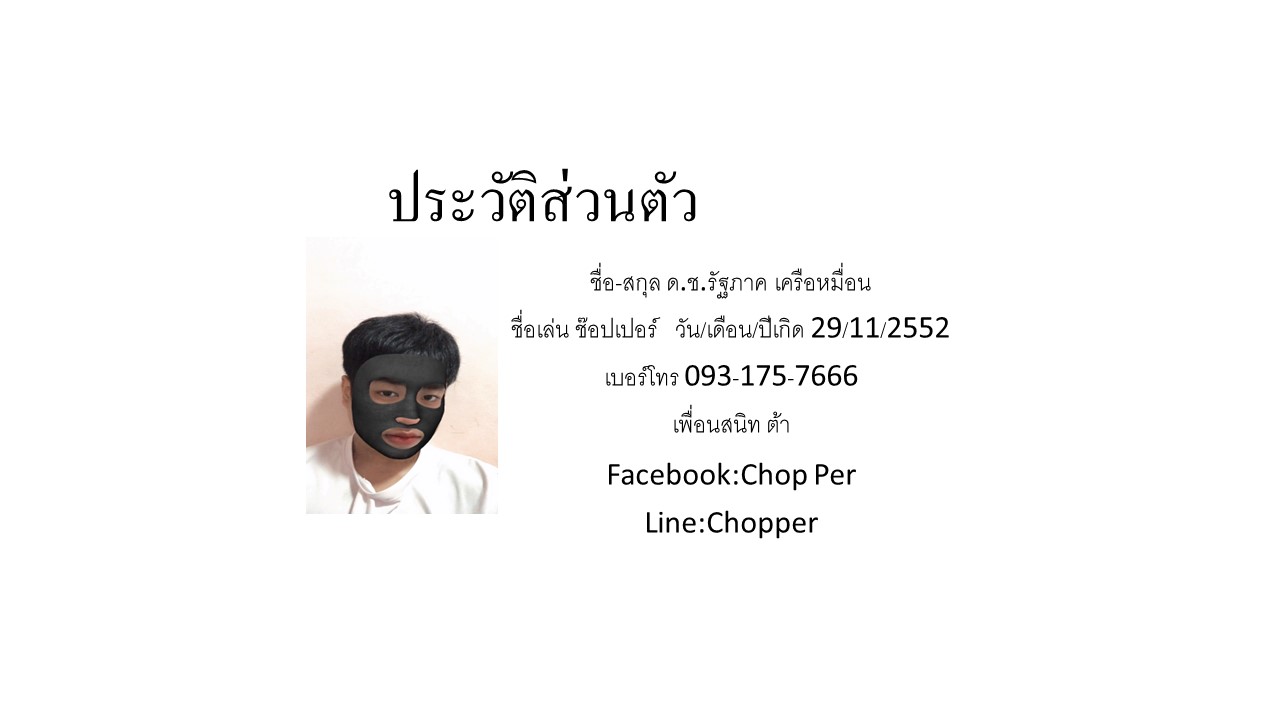 ประวัติส่วนตัว
ชื่อ-สกุล ด.ช.รัฐภาค เครือหมื่อน
ชื่อเล่น ช๊อปเปอร์ วัน/เดือน/ปีเกิด 29/11/2552
เบอร์โทร 093-175-7666
เพื่อนสนิท ต้า
Facebook:Chop Per
Line:Chopper